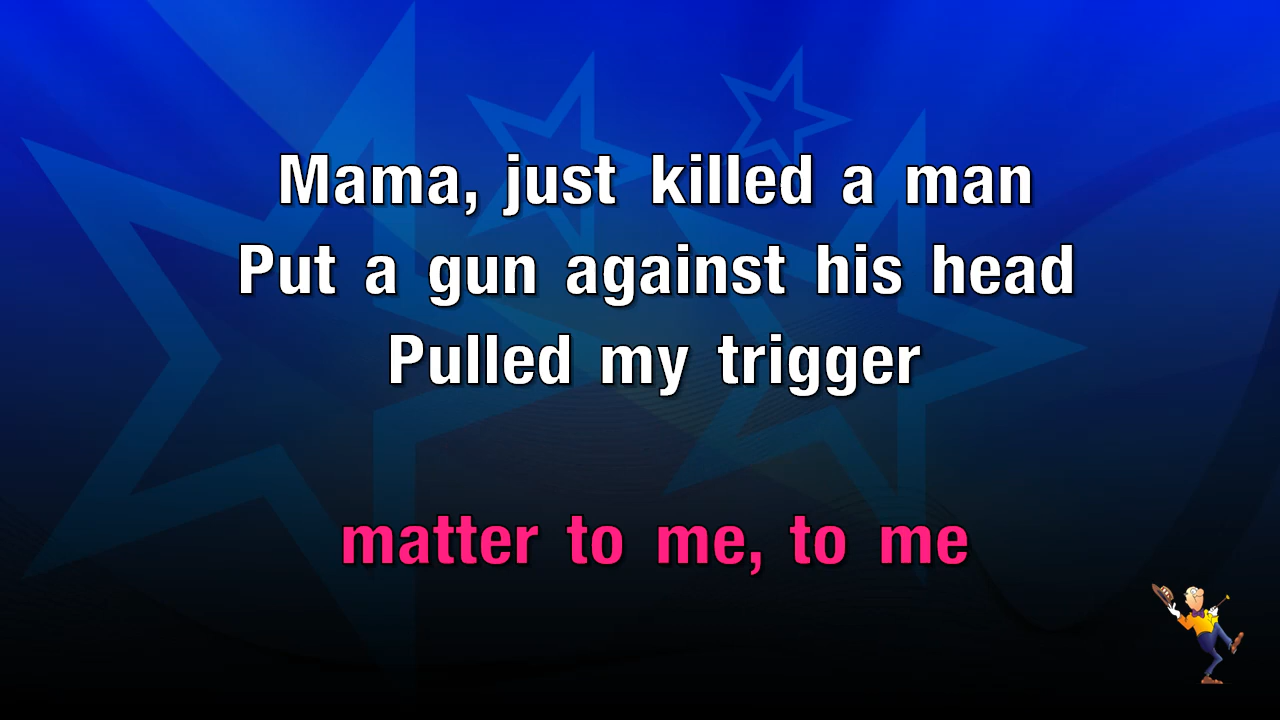 Mama, just killed a man
Put a gun against his head
Pulled my trigger
matter to me, to me